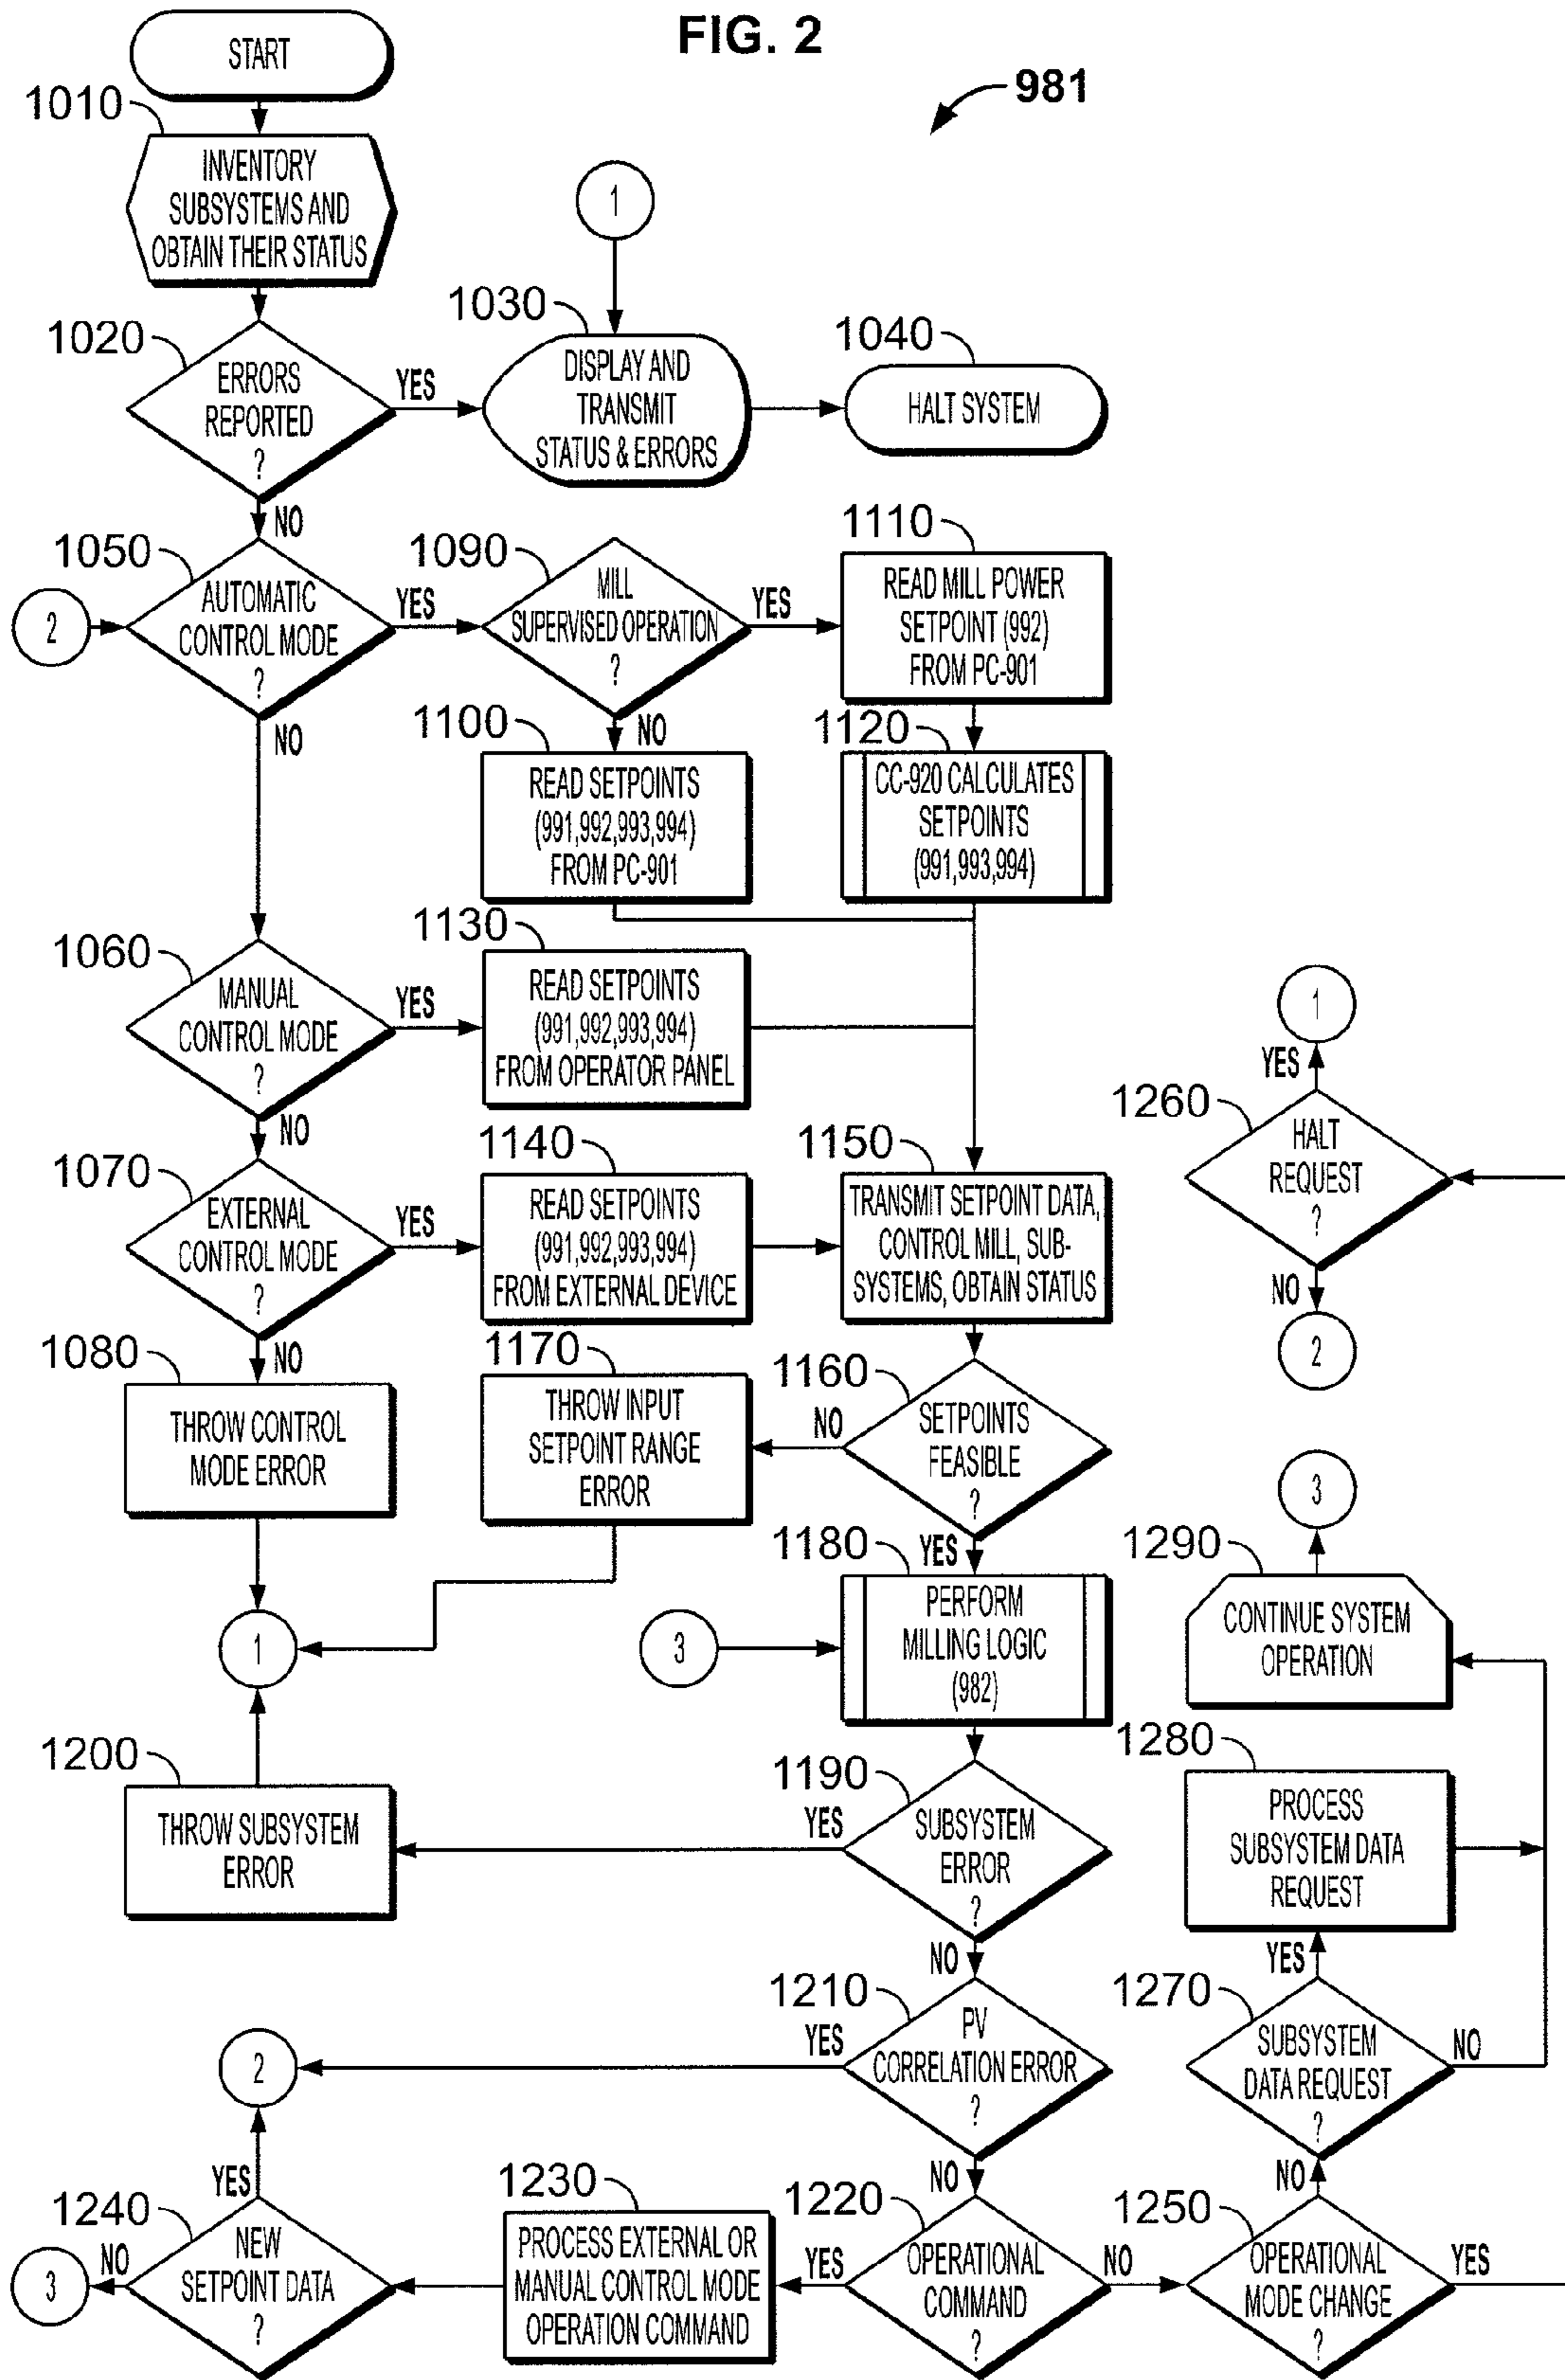 FIG. 2
981
START
1010
INVENTORY
SUBSYSTEMS AND
OBTAIN THEIR STATUS
1
1020
ERRORS
REPORTED
?
YES
NO
1030
DISPLAY AND
TRANSMIT
STATUS & ERRORS
1040
HALT SYSTEM
2
1050
AUTOMATIC
CONTROL MODE
?
YES
NO
1090
MILL
SUPERVISED OPERATION
?
YES
NO
1110
READ MILL POWER
SETPOINT (992)
FROM PC-901
1100
READ SETPOINTS
(991,992,993,994)
FROM PC-901
1120
CC-920 CALCULATES
SETPOINTS
(991,993,994)
1060
MANUAL
CONTROL MODE
?
YES
NO
1130
READ SETPOINTS
(991,992,993,994)
FROM OPERATOR PANEL
1070
EXTERNAL
CONTROL MODE
?
YES
NO
1140
READ SETPOINTS
(991,992,993,994)
FROM EXTERNAL DEVICE
1150
TRANSMIT SETPOINT DATA,
CONTROL MILL, SUB-
SYSTEMS, OBTAIN STATUS
1
YES
1260
HALT
REQUEST
?
NO
2
1080
THROW CONTROL
MODE ERROR
1170
THROW INPUT
SETPOINT RANGE
ERROR
1160
SETPOINTS
FEASIBLE
?
NO
YES
1
3
1180
PERFORM
MILLING LOGIC
(982)
3
1290
CONTINUE SYSTEM
OPERATION
1200
THROW SUBSYSTEM
ERROR
1190
SUBSYSTEM
ERROR
?
YES
NO
1280
PROCESS
SUBSYSTEM DATA
REQUEST
YES
1270
SUBSYSTEM
DATA REQUEST
?
NO
NO
2
1210
PV
CORRELATION ERROR
?
YES
NO
YES
1240
NEW
SETPOINT DATA
?
NO
3
1230
PROCESS EXTERNAL OR
MANUAL CONTROL MODE
OPERATION COMMAND
1220
OPERATIONAL
COMMAND
?
YES
NO
1250
OPERATIONAL
MODE CHANGE
?
YES